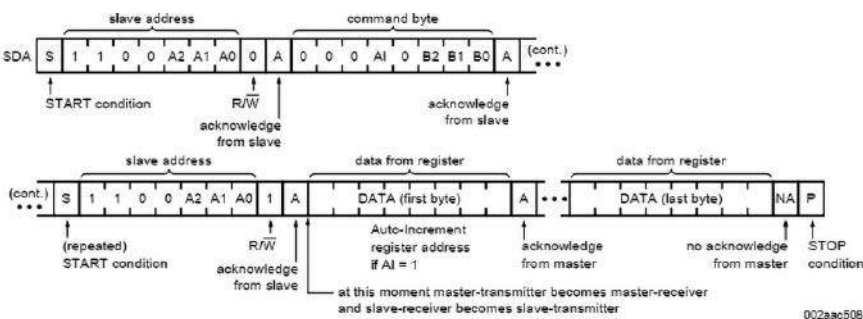 slave address command byte
SDA S 1 1 0 0 A2 A1 A0 0 A 0 0 0 AI 0 B2 B1 B0 A (cont.)
START condition R/W acknowledge
acknowledge from slave
from slave
slave address data from register data from register
(cont.) S 1 1 0 0 A2 A1 A0 1 A DATA (first byte) A DATA (last byte) NA P
(repeated) R/W Auto-Increment acknowledge no acknowledge STOP
START condition acknowledge register address from master from master condition
from slave if AI = 1
at this moment master-transmitter becomes master-receiver
and slave-receiver becomes slave-transmitter
002aac508